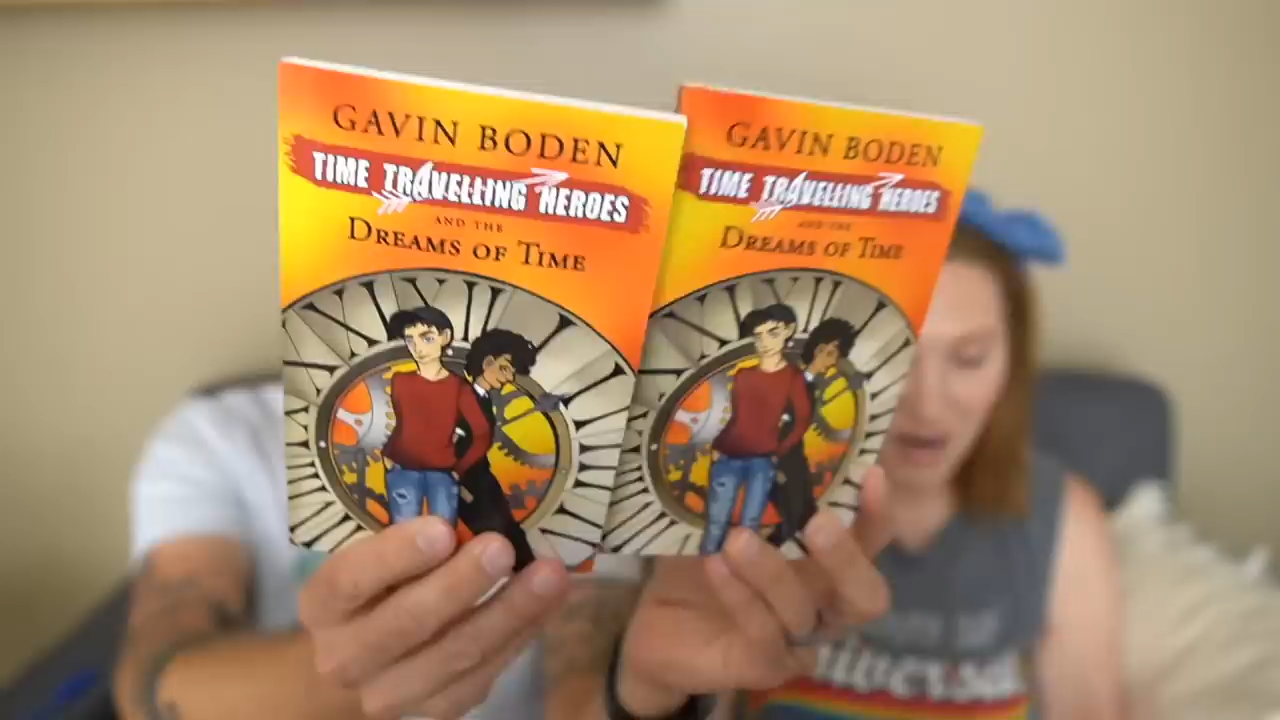 GAVIN BODEN
TIME TRAVELLING HEROES
AND THE
DREAMS OF TIME
GAVIN BODEN
TIME TRAVELLING HEROES
AND THE
DREAMS OF TIME